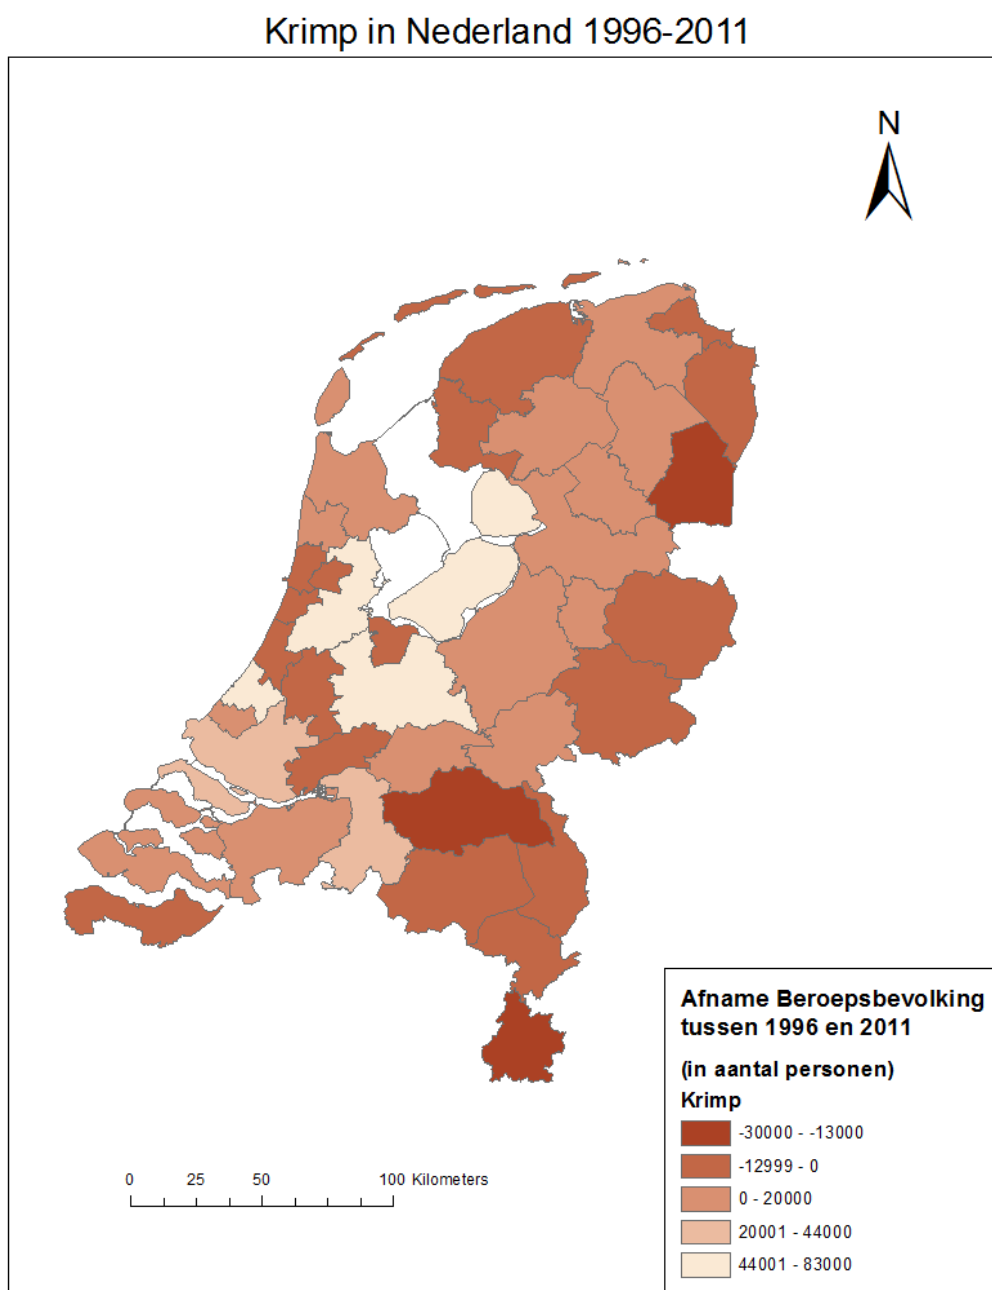 Krimp in Nederland 1996-2011
N
Afname Beroepsbevolking
tussen 1996 en 2011
(in aantal personen)
Krimp
-30000 - -13000
-12999 - 0
0 - 20000
20001 - 44000
44001 - 83000
0 25 50 100 Kilometers